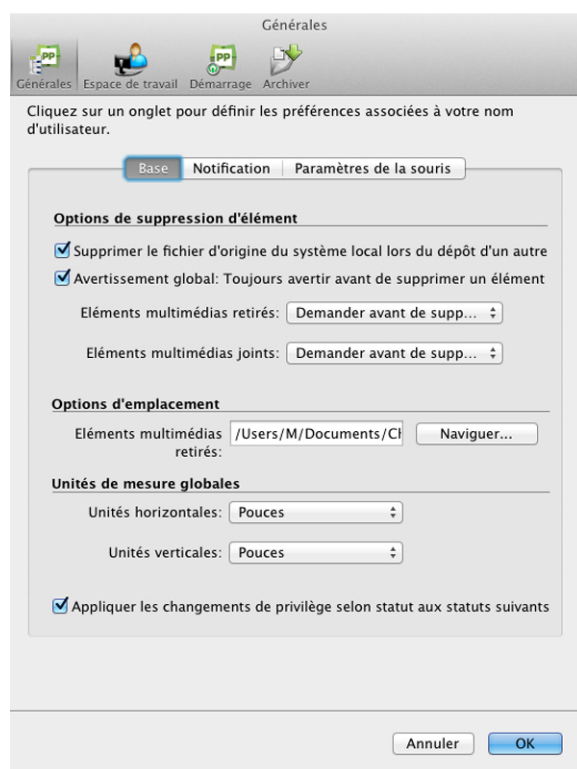 Générales
Générales Espace de travail Démarrage Archiver
Cliquez sur un onglet pour définir les préférences associées à votre nom
d'utilisateur.
Base Notification Paramètres de la souris
Options de suppression d'élément
Supprimer le fichier d'origine du système local lors du dépôt d'un autre
Avertissement global: Toujours avertir avant de supprimer un élément
Eléments multimédias retirés: Demander avant de supp...
Eléments multimédias joints: Demander avant de supp...
Options d'emplacement
Eléments multimédias /Users/M/Documents/Cl Naviguer...
retirés:
Unités de mesure globales
Unités horizontales: Pouces
Unités verticales: Pouces
Appliquer les changements de privilège selon statut aux statuts suivants
Annuler OK